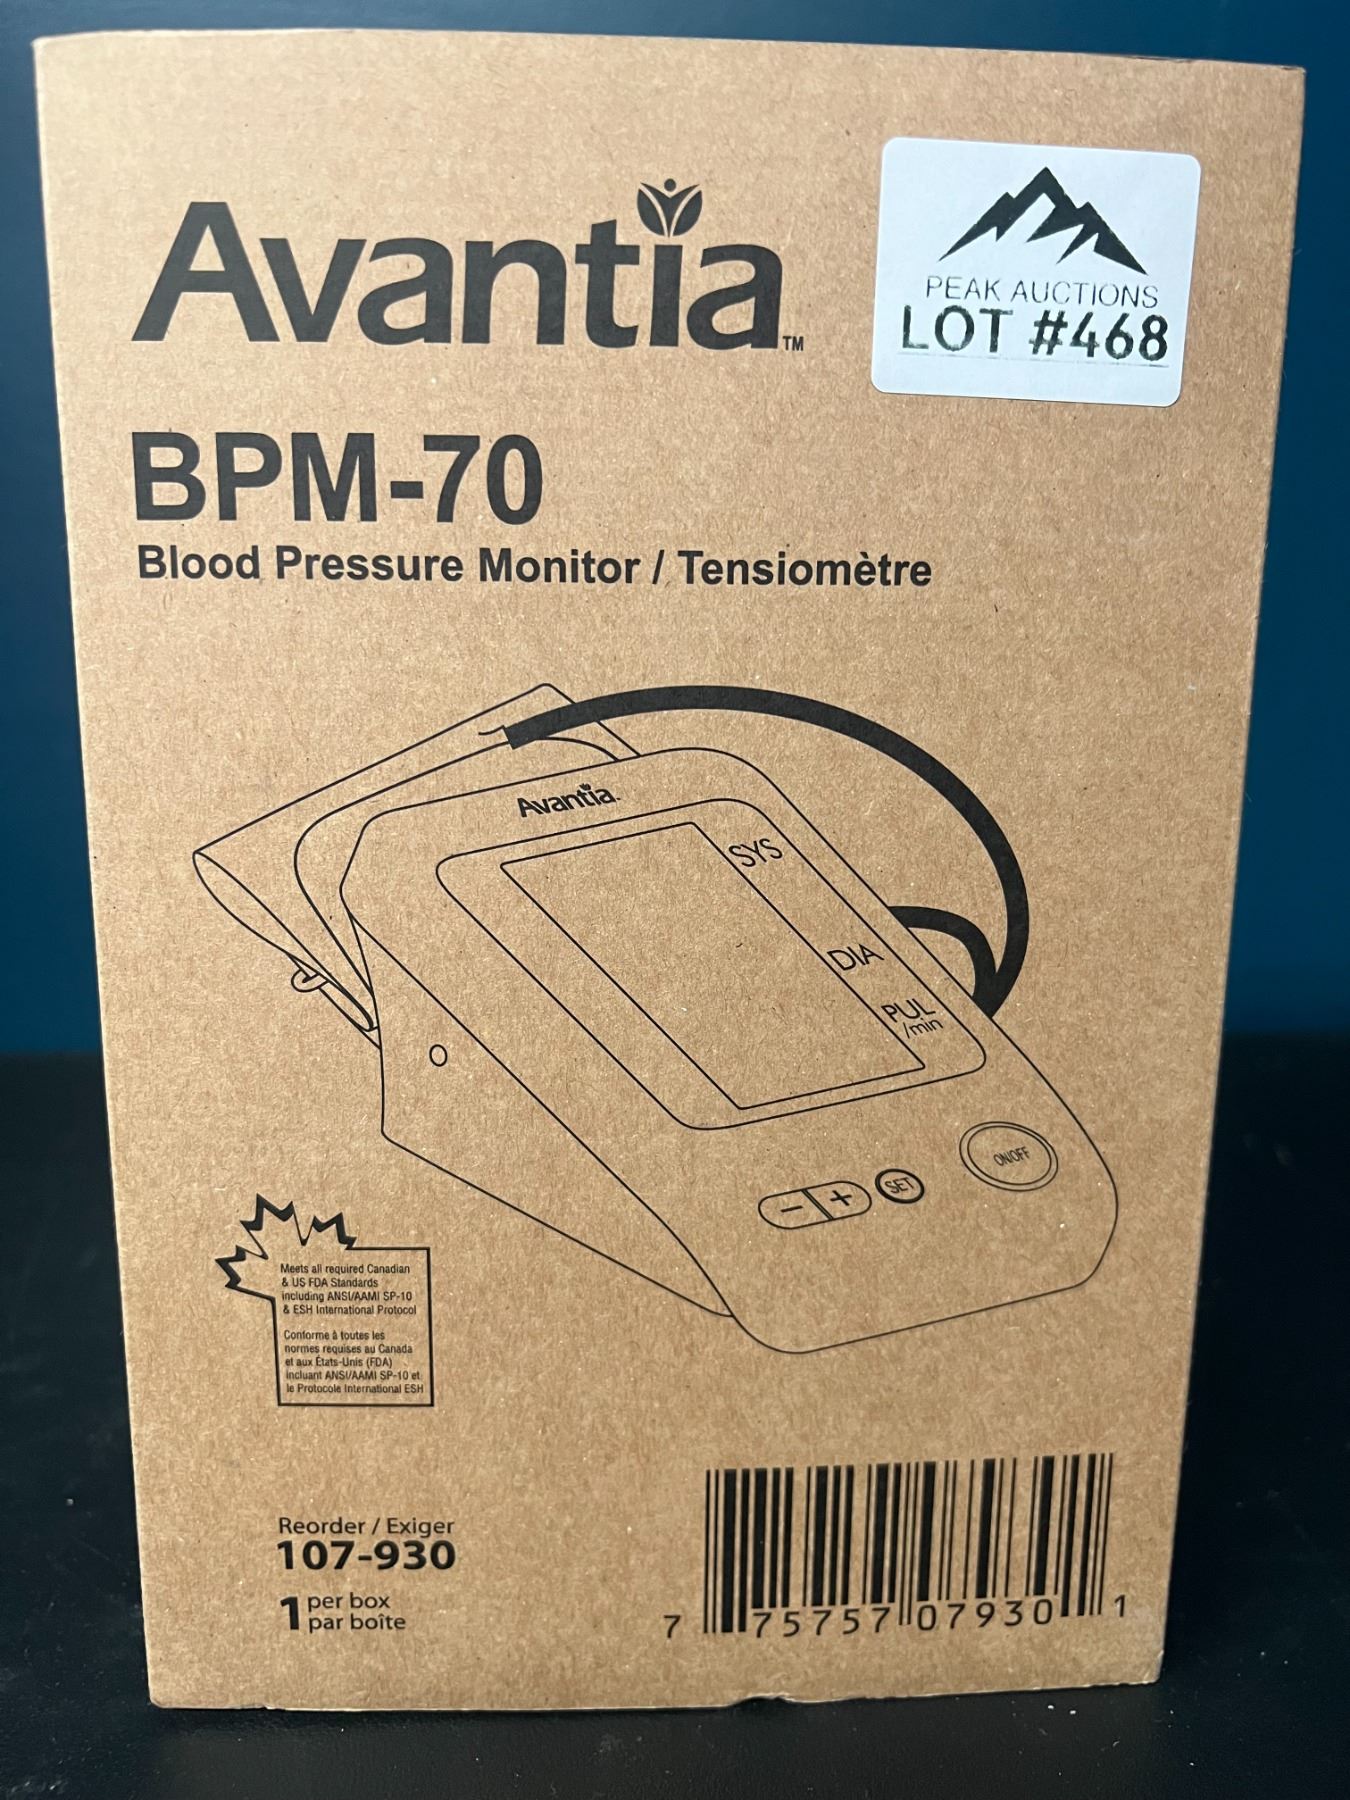 Avantia™
PEAK AUCTIONS
LOT #468
BPM-70
Blood Pressure Monitor / Tensiomètre
Avantia
SYS
DIA
PUL
/min
ON/OFF
− +
SET
Meets all required Canadian
& US FDA Standards
including ANSI/AAMI SP-10
& ESH International Protocol
Conforme à toutes les
normes requises au Canada
et aux États-Unis (FDA)
incluant ANSI/AAMI SP-10 et
le Protocole International ESH
Reorder / Exiger
107-930
1 per box
par boîte
7 75757 07930 1